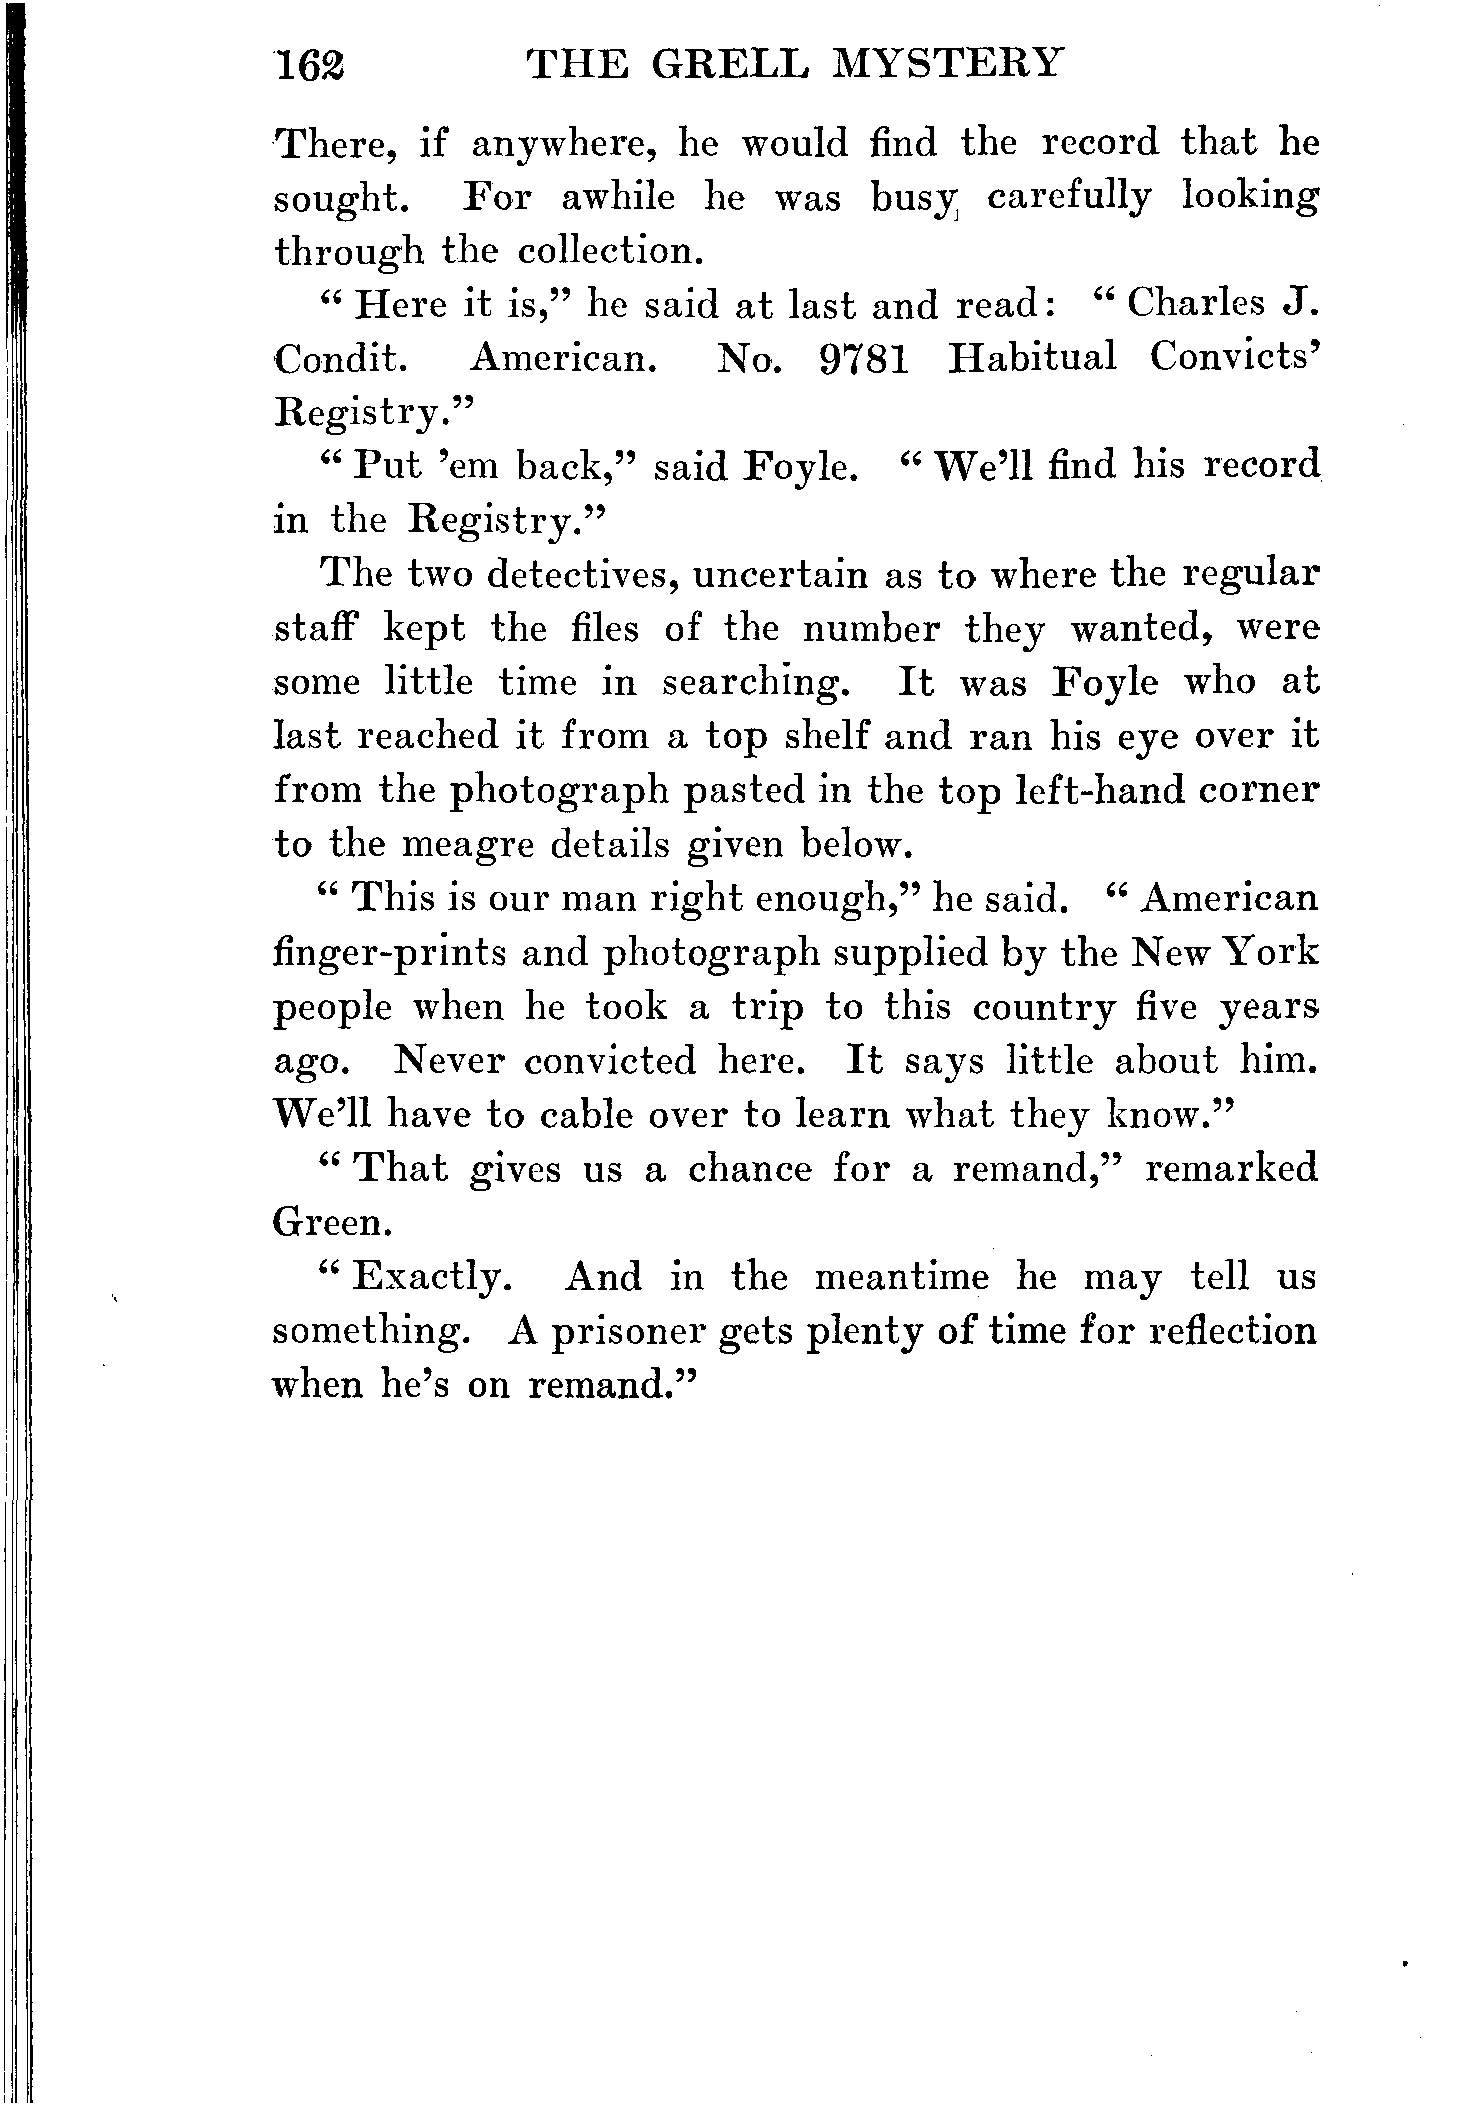 162 THE GRELL MYSTERY
There, if anywhere, he would find the record that he
sought. For awhile he was busy carefully looking
through the collection.
“ Here it is,” he said at last and read: “ Charles J.
Condit. American. No. 9781 Habitual Convicts’
Registry.”
“ Put ’em back,” said Foyle. “ We’ll find his record
in the Registry.”
The two detectives, uncertain as to where the regular
staff kept the files of the number they wanted, were
some little time in searching. It was Foyle who at
last reached it from a top shelf and ran his eye over it
from the photograph pasted in the top left-hand corner
to the meagre details given below.
“ This is our man right enough,” he said. “ American
finger-prints and photograph supplied by the New York
people when he took a trip to this country five years
ago. Never convicted here. It says little about him.
We’ll have to cable over to learn what they know.”
“ That gives us a chance for a remand,” remarked
Green.
“ Exactly. And in the meantime he may tell us
something. A prisoner gets plenty of time for reflection
when he’s on remand.”